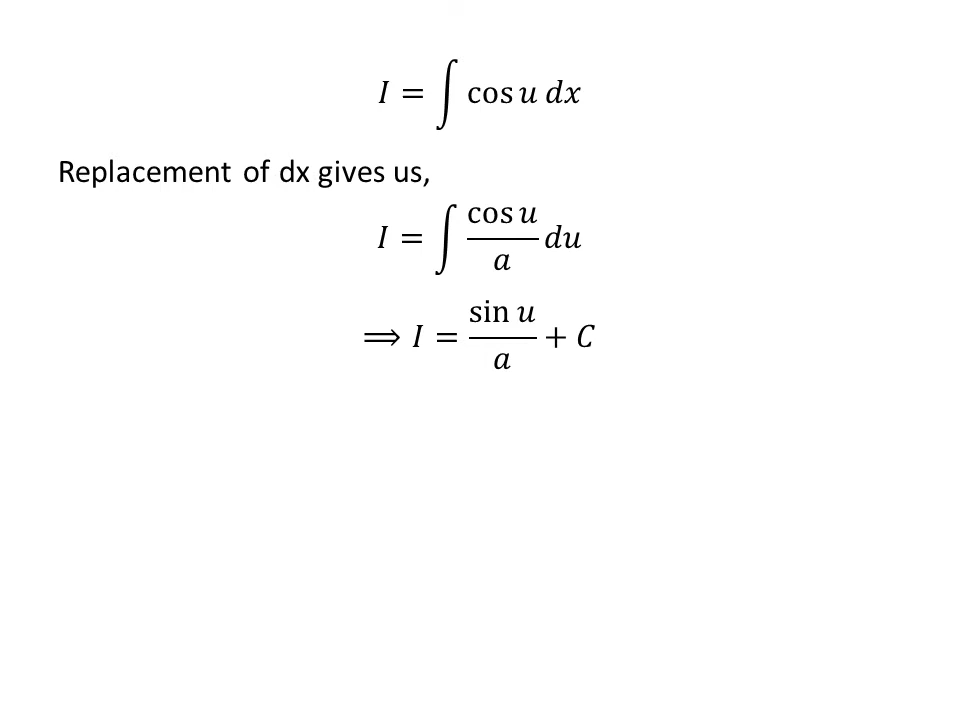 I = ∫ cos u dx
Replacement of dx gives us,
I = ∫ cos u / a du
⟹ I = sin u / a + C